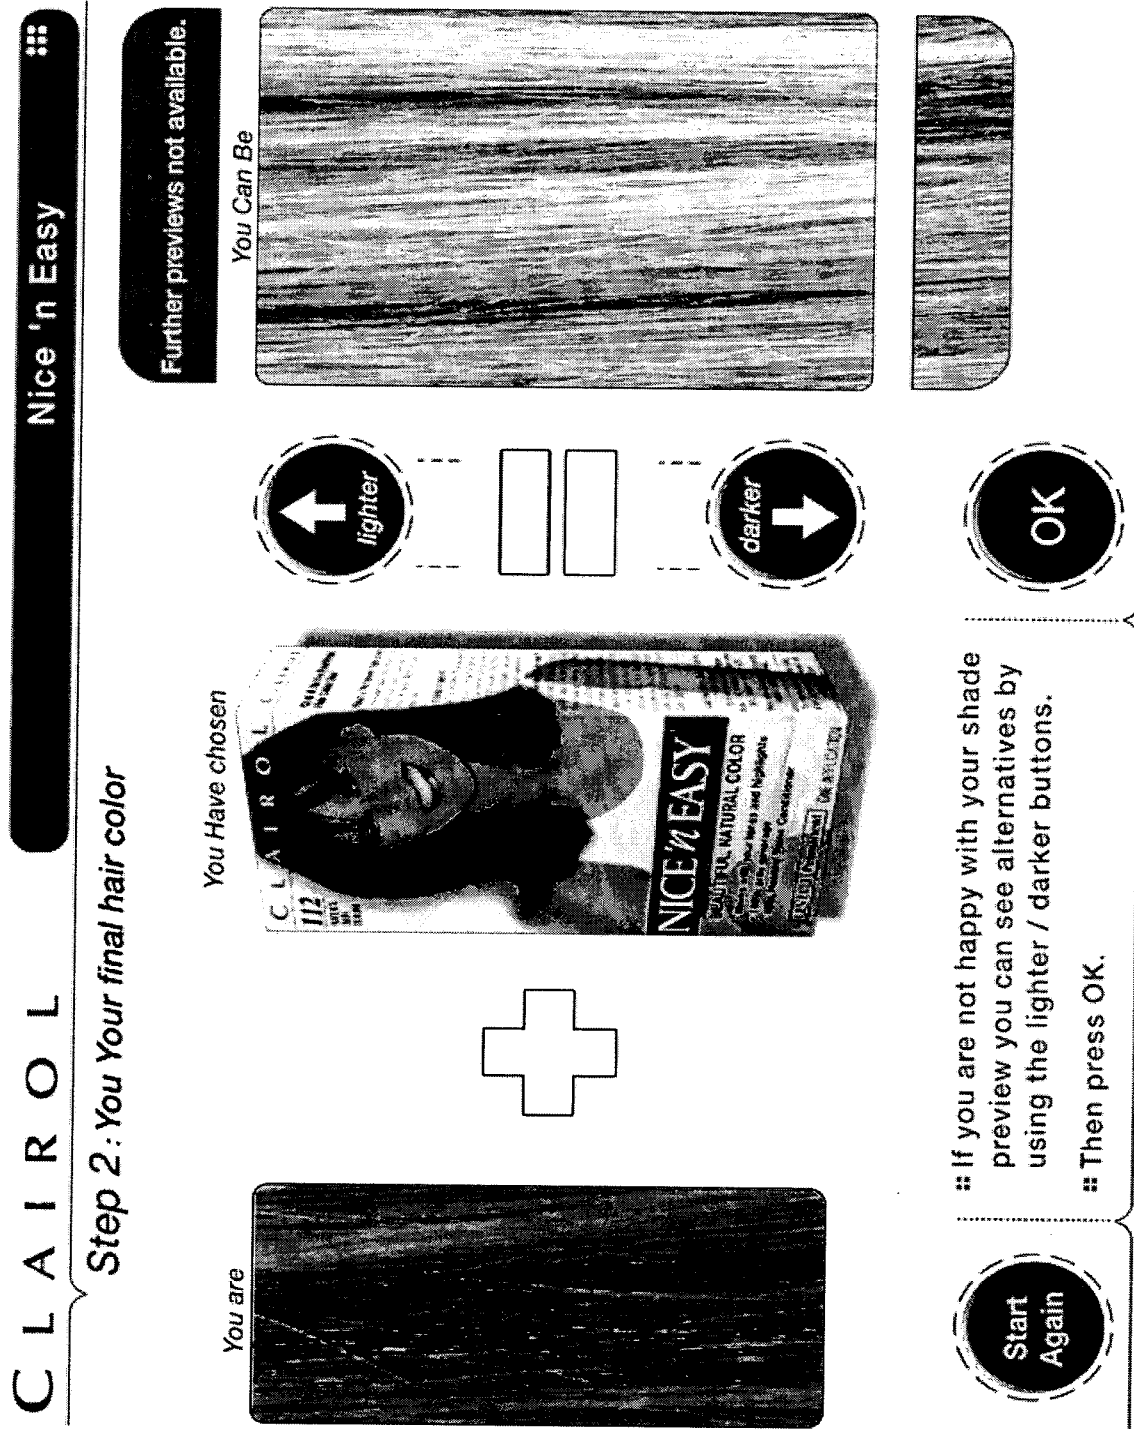 CLAIROL
Nice 'n Easy
Step 2 : You Your final hair color
Further previews not available.
You are
You Have chosen
You Can Be
CLAIROL
112
NICE 'n EASY
BEAUTIFUL NATURAL COLOR
lighter
darker
Start
Again
If you are not happy with your shade
preview you can see alternatives by
using the lighter / darker buttons.
Then press OK.
OK